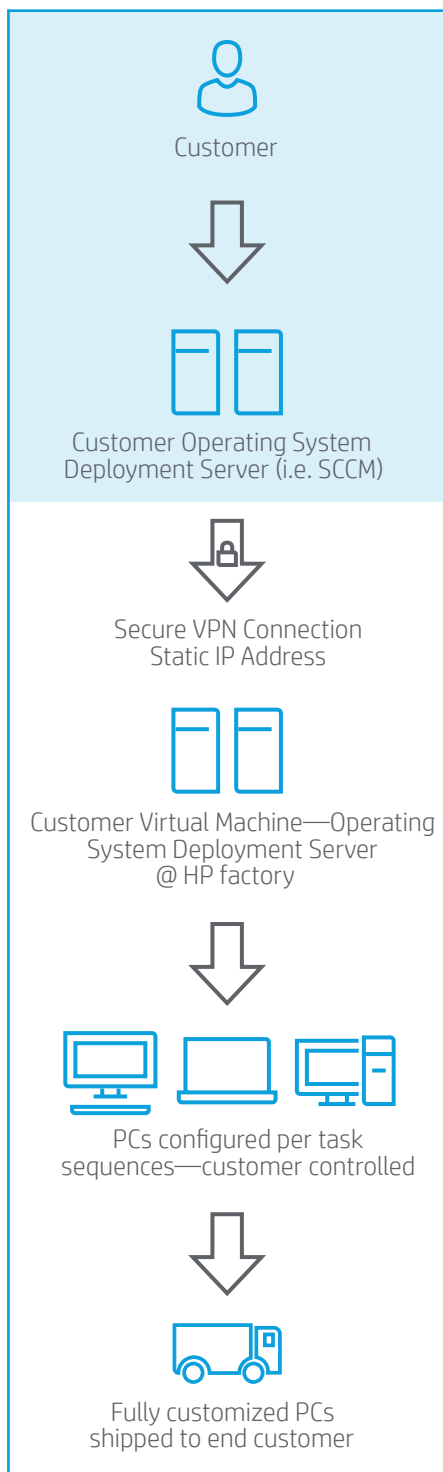 Customer
Customer Operating System
Deployment Server (i.e. SCCM)
Secure VPN Connection
Static IP Address
Customer Virtual Machine—Operating
System Deployment Server
@ HP factory
PCs configured per task
sequences—customer controlled
Fully customized PCs
shipped to end customer